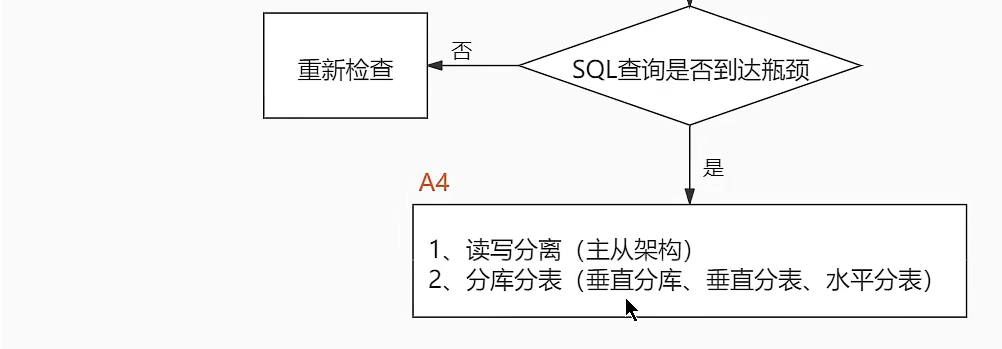 否
重新检查
SQL查询是否到达瓶颈
是
A4
1、读写分离（主从架构）
2、分库分表（垂直分库、垂直分表、水平分表）